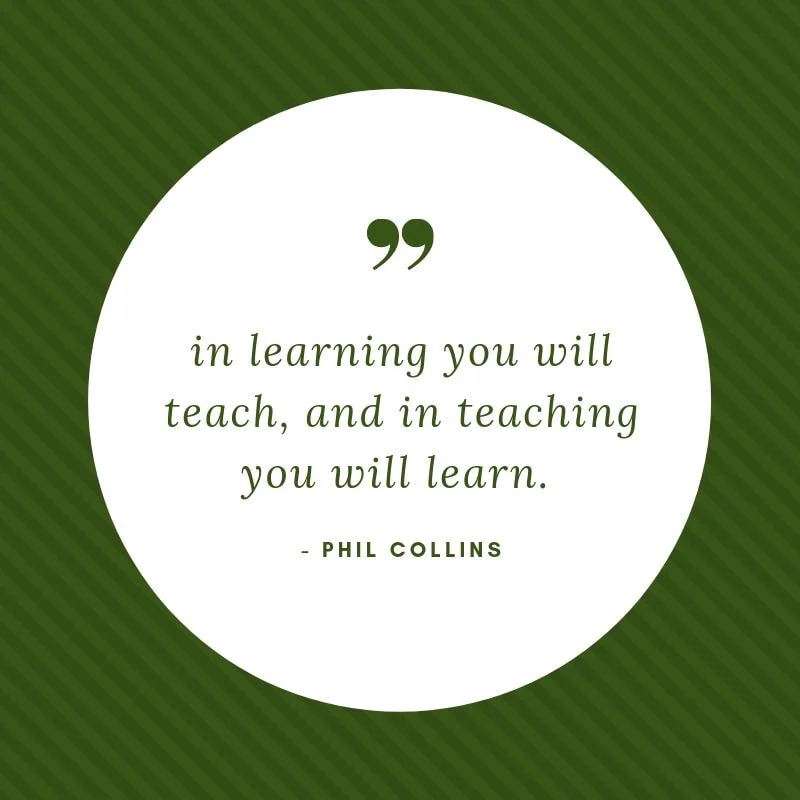 ”
in learning you will
teach, and in teaching
you will learn.
- PHIL COLLINS